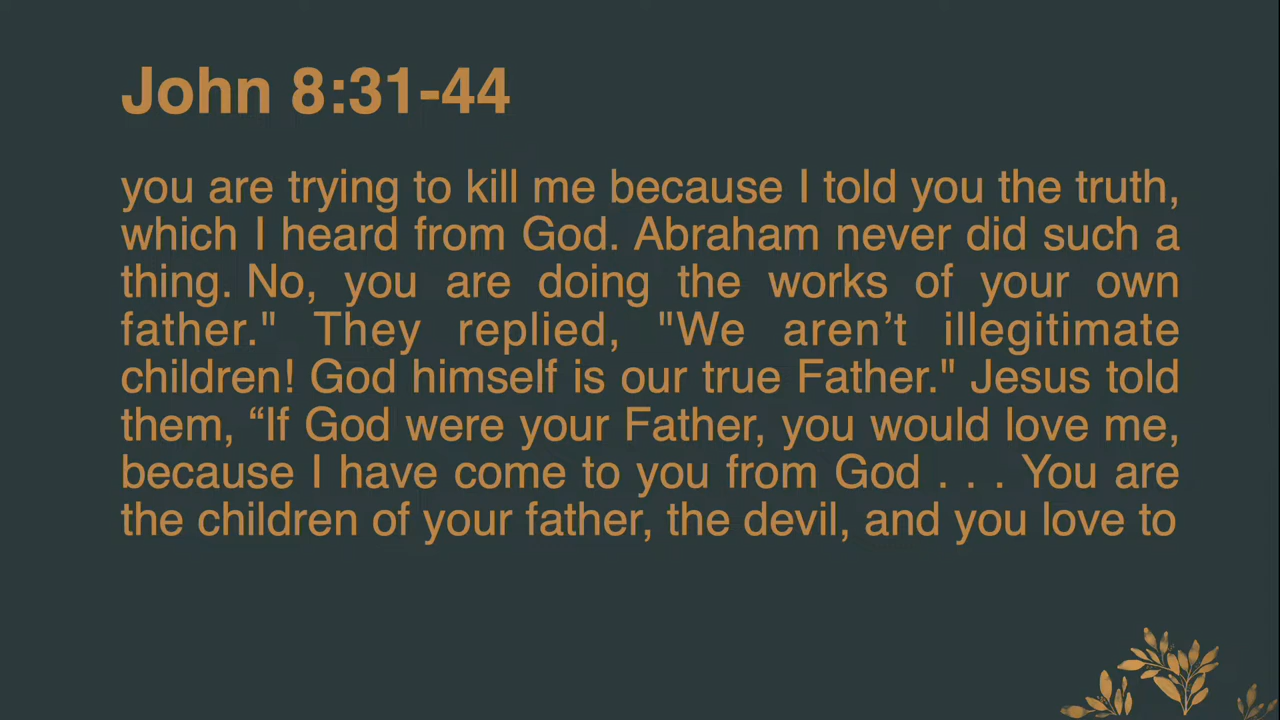 John 8:31-44
you are trying to kill me because I told you the truth,
which I heard from God. Abraham never did such a
thing. No, you are doing the works of your own
father." They replied, "We aren’t illegitimate
children! God himself is our true Father." Jesus told
them, “If God were your Father, you would love me,
because I have come to you from God . . . You are
the children of your father, the devil, and you love to